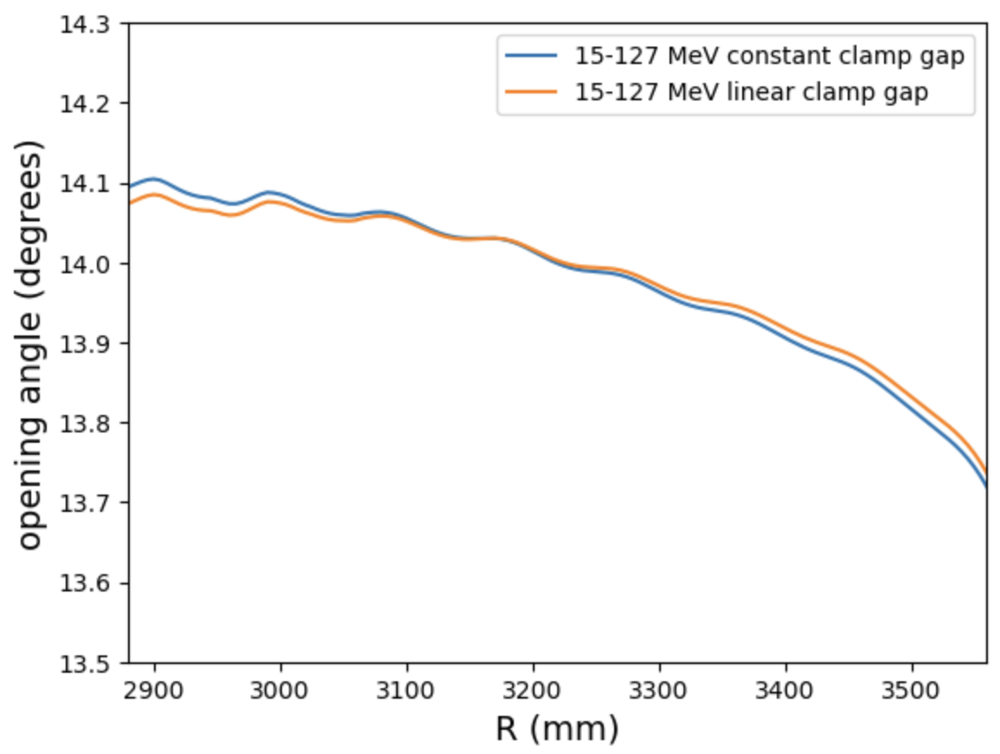 14.3
14.2
14.1
14.0
13.9
13.8
13.7
13.6
13.5
opening angle (degrees)
15-127 MeV constant clamp gap
15-127 MeV linear clamp gap
2900 3000 3100 3200 3300 3400 3500
R (mm)